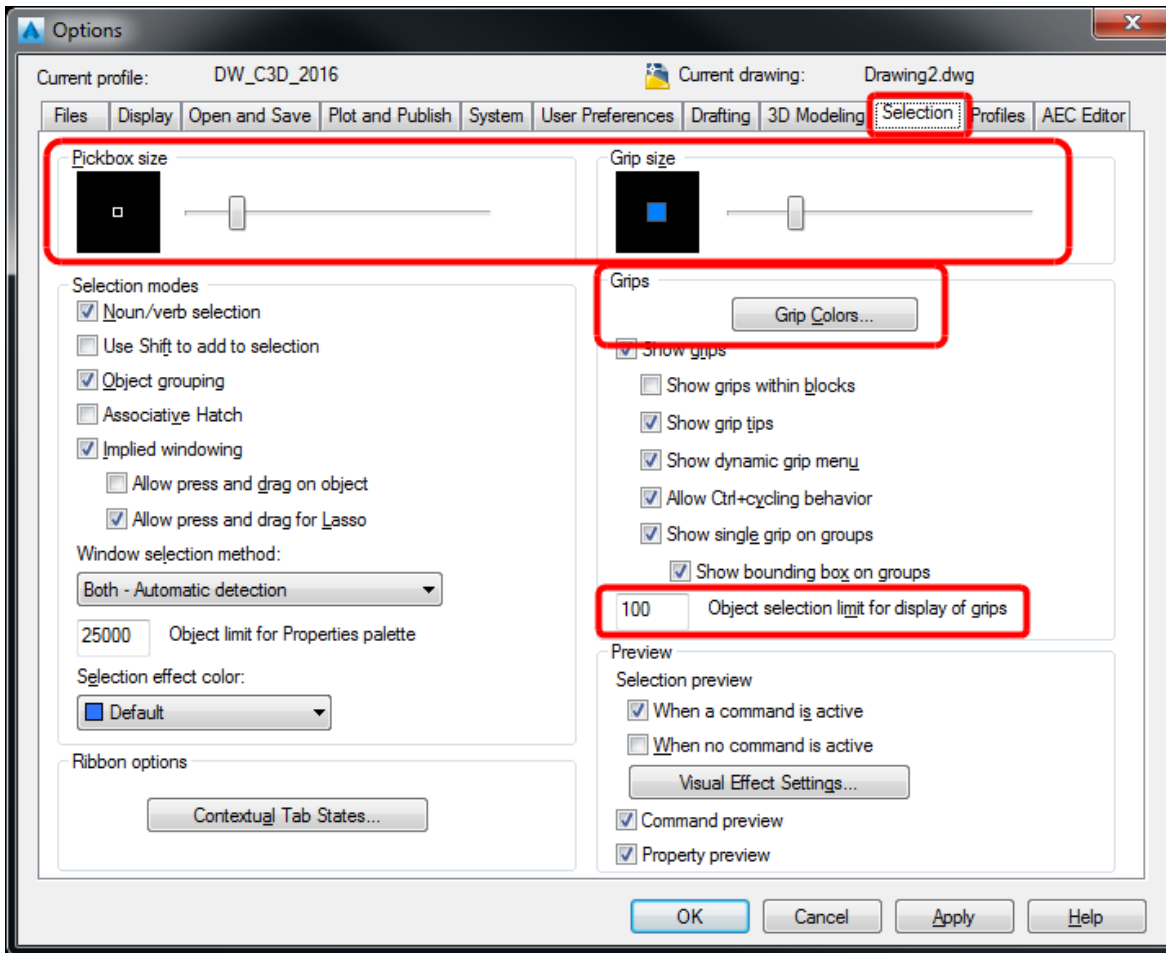 Options
Current profile: DW_C3D_2016 Current drawing: Drawing2.dwg
Files Display Open and Save Plot and Publish System User Preferences Drafting 3D Modeling Selection Profiles AEC Editor
Pickbox size
Grip size
Selection modes
Noun/verb selection
Use Shift to add to selection
Object grouping
Associative Hatch
Implied windowing
Allow press and drag on object
Allow press and drag for Lasso
Window selection method:
Both - Automatic detection
25000 Object limit for Properties palette
Selection effect color:
Default
Ribbon options
Contextual Tab States...
Grips
Grip Colors...
Show grips
Show grips within blocks
Show grip tips
Show dynamic grip menu
Allow Ctrl+cycling behavior
Show single grip on groups
Show bounding box on groups
100 Object selection limit for display of grips
Preview
Selection preview
When a command is active
When no command is active
Visual Effect Settings...
Command preview
Property preview
OK Cancel Apply Help